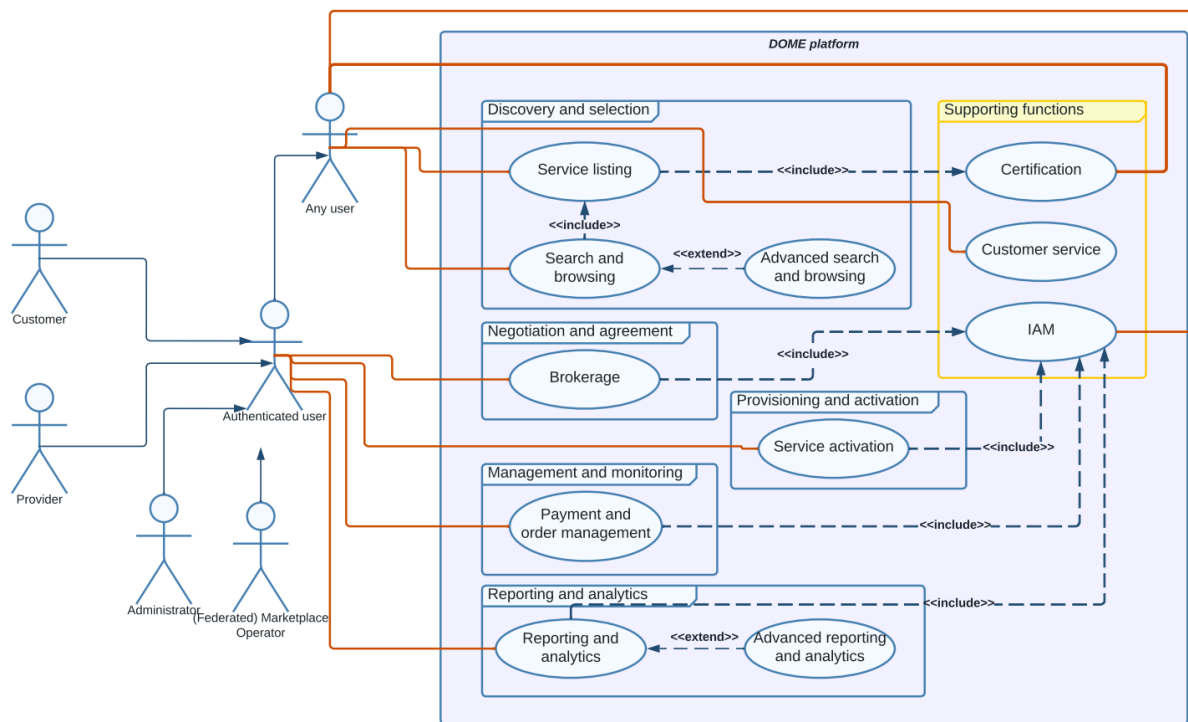 DOME platform
Discovery and selection
Supporting functions
Service listing
<<include>>
Certification
Any user
<<include>>
Customer service
Search and
browsing
<<extend>>
Advanced search
and browsing
Customer
Negotiation and agreement
IAM
<<include>>
Brokerage
Authenticated user
Provisioning and activation
Service activation
<<include>>
Management and monitoring
Provider
Payment and
order management
<<include>>
Administrator
(Federated) Marketplace
Operator
Reporting and analytics
<<include>>
Reporting and
analytics
<<extend>>
Advanced reporting
and analytics